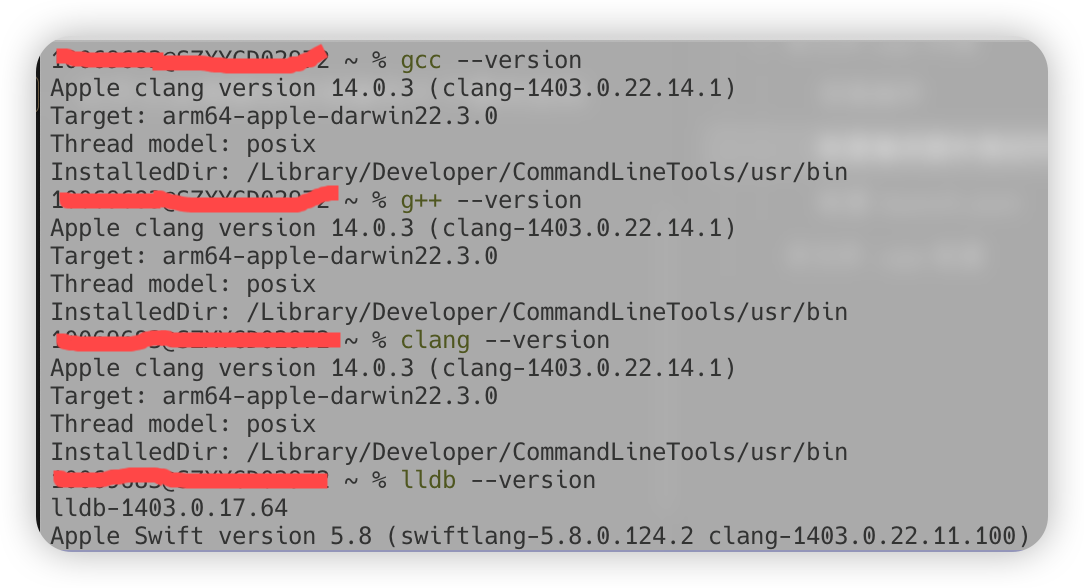 ~ % gcc --version
Apple clang version 14.0.3 (clang-1403.0.22.14.1)
Target: arm64-apple-darwin22.3.0
Thread model: posix
InstalledDir: /Library/Developer/CommandLineTools/usr/bin
~ % g++ --version
Apple clang version 14.0.3 (clang-1403.0.22.14.1)
Target: arm64-apple-darwin22.3.0
Thread model: posix
InstalledDir: /Library/Developer/CommandLineTools/usr/bin
~ % clang --version
Apple clang version 14.0.3 (clang-1403.0.22.14.1)
Target: arm64-apple-darwin22.3.0
Thread model: posix
InstalledDir: /Library/Developer/CommandLineTools/usr/bin
~ % lldb --version
lldb-1403.0.17.64
Apple Swift version 5.8 (swiftlang-5.8.0.124.2 clang-1403.0.22.11.100)